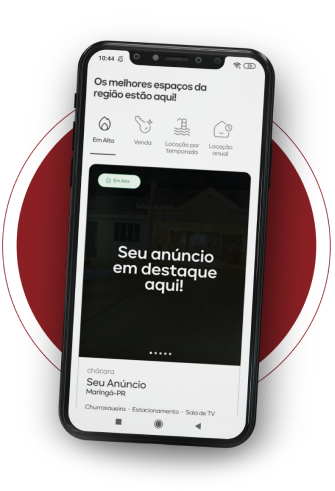 10:44
Os melhores espaços da
região estão aqui!
Em Alta
Venda
Locação por
temporada
Locação
anual
Em Alta
Seu anúncio
em destaque
aqui!
chácara
Seu Anúncio
Maringá-PR
Churrasqueira · Estacionamento · Sala de TV